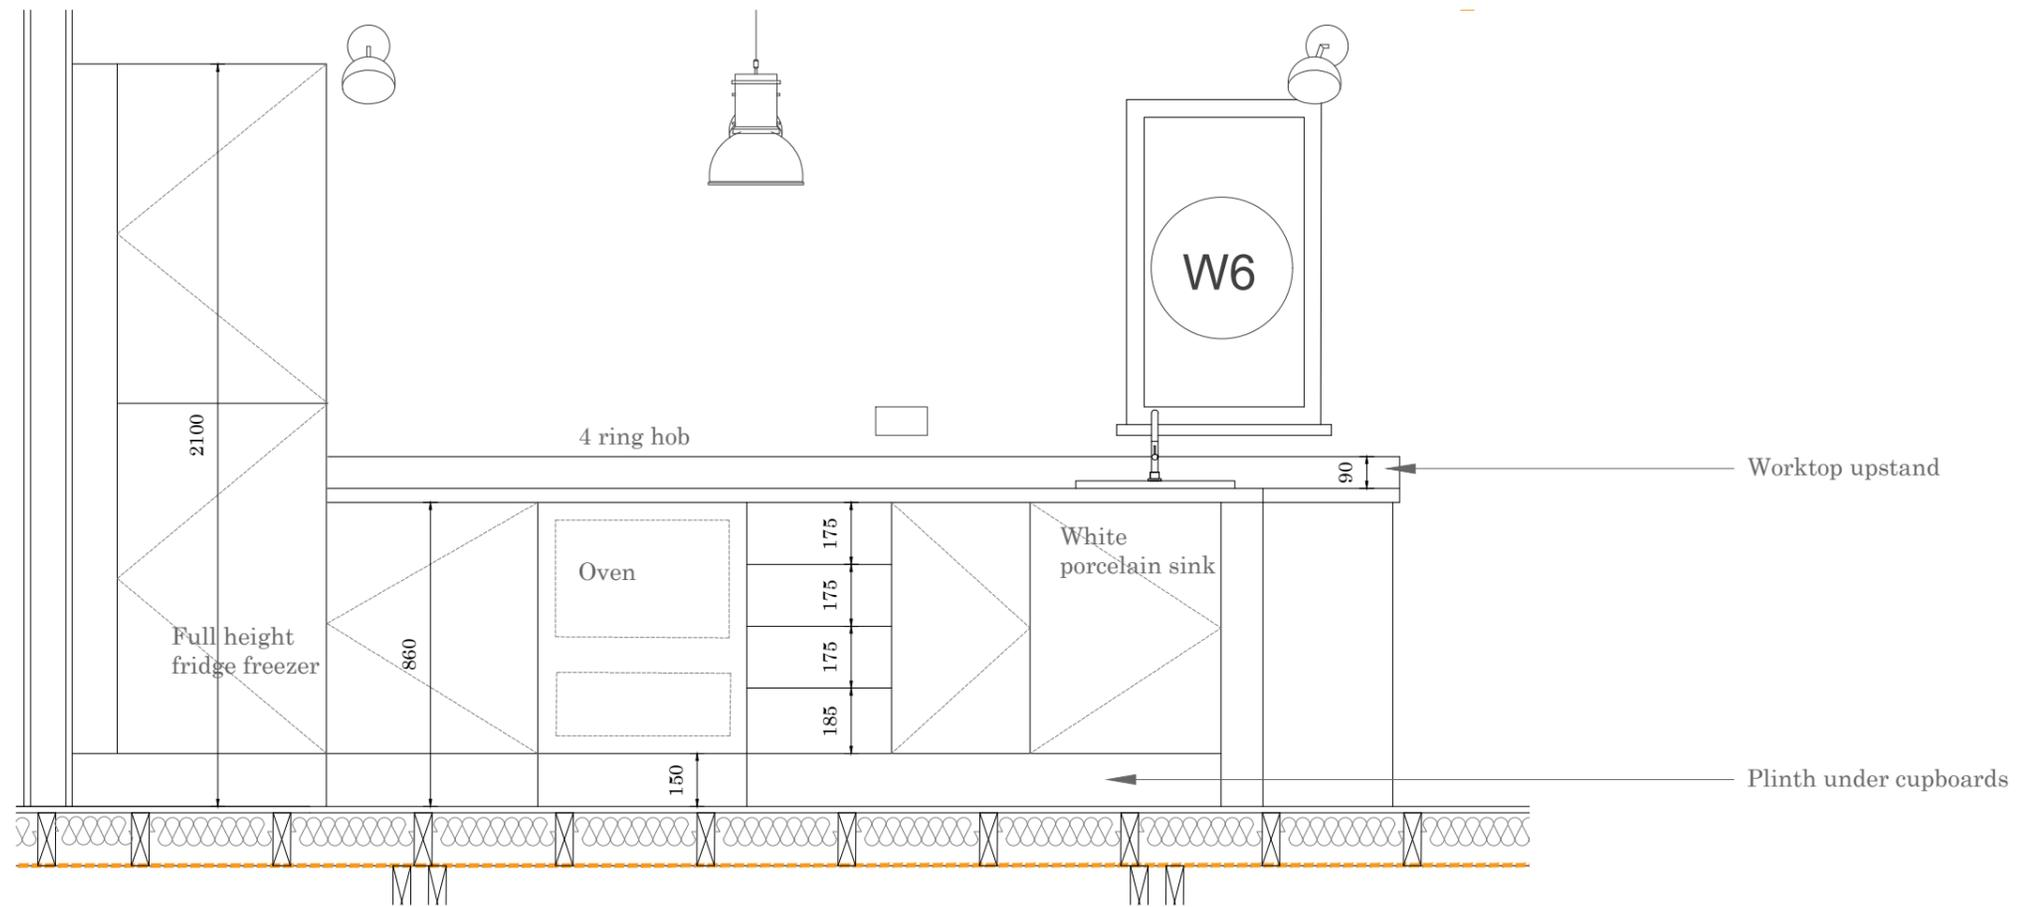 W6
2100
4 ring hob
90
Worktop upstand
175
White
porcelain sink
Oven
175
Full height
fridge freezer
860
175
185
150
Plinth under cupboards